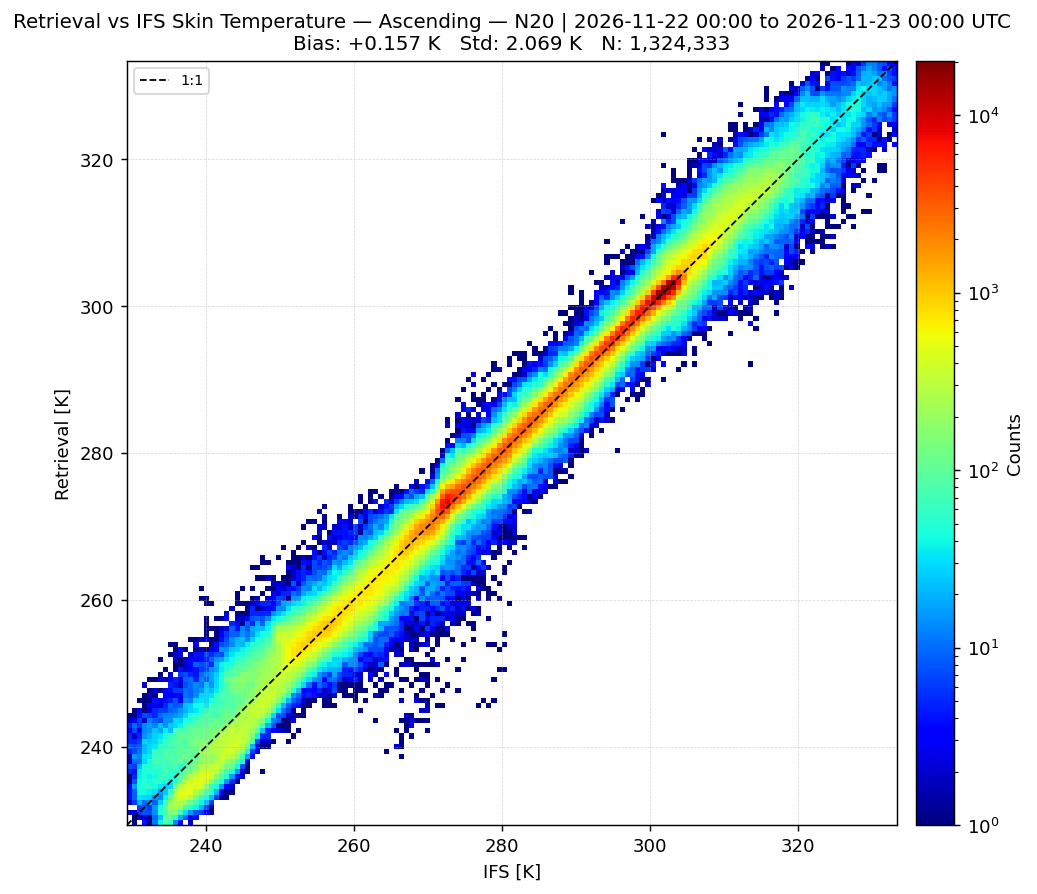 Retrieval vs IFS Skin Temperature — Ascending — N20 | 2026-11-22 00:00 to 2026-11-23 00:00 UTC
Bias: +0.157 K   Std: 2.069 K   N: 1,324,333
1:1
320
300
280
260
240
Retrieval [K]
240 260 280 300 320
IFS [K]
10⁴
10³
10²
10¹
10⁰
Counts